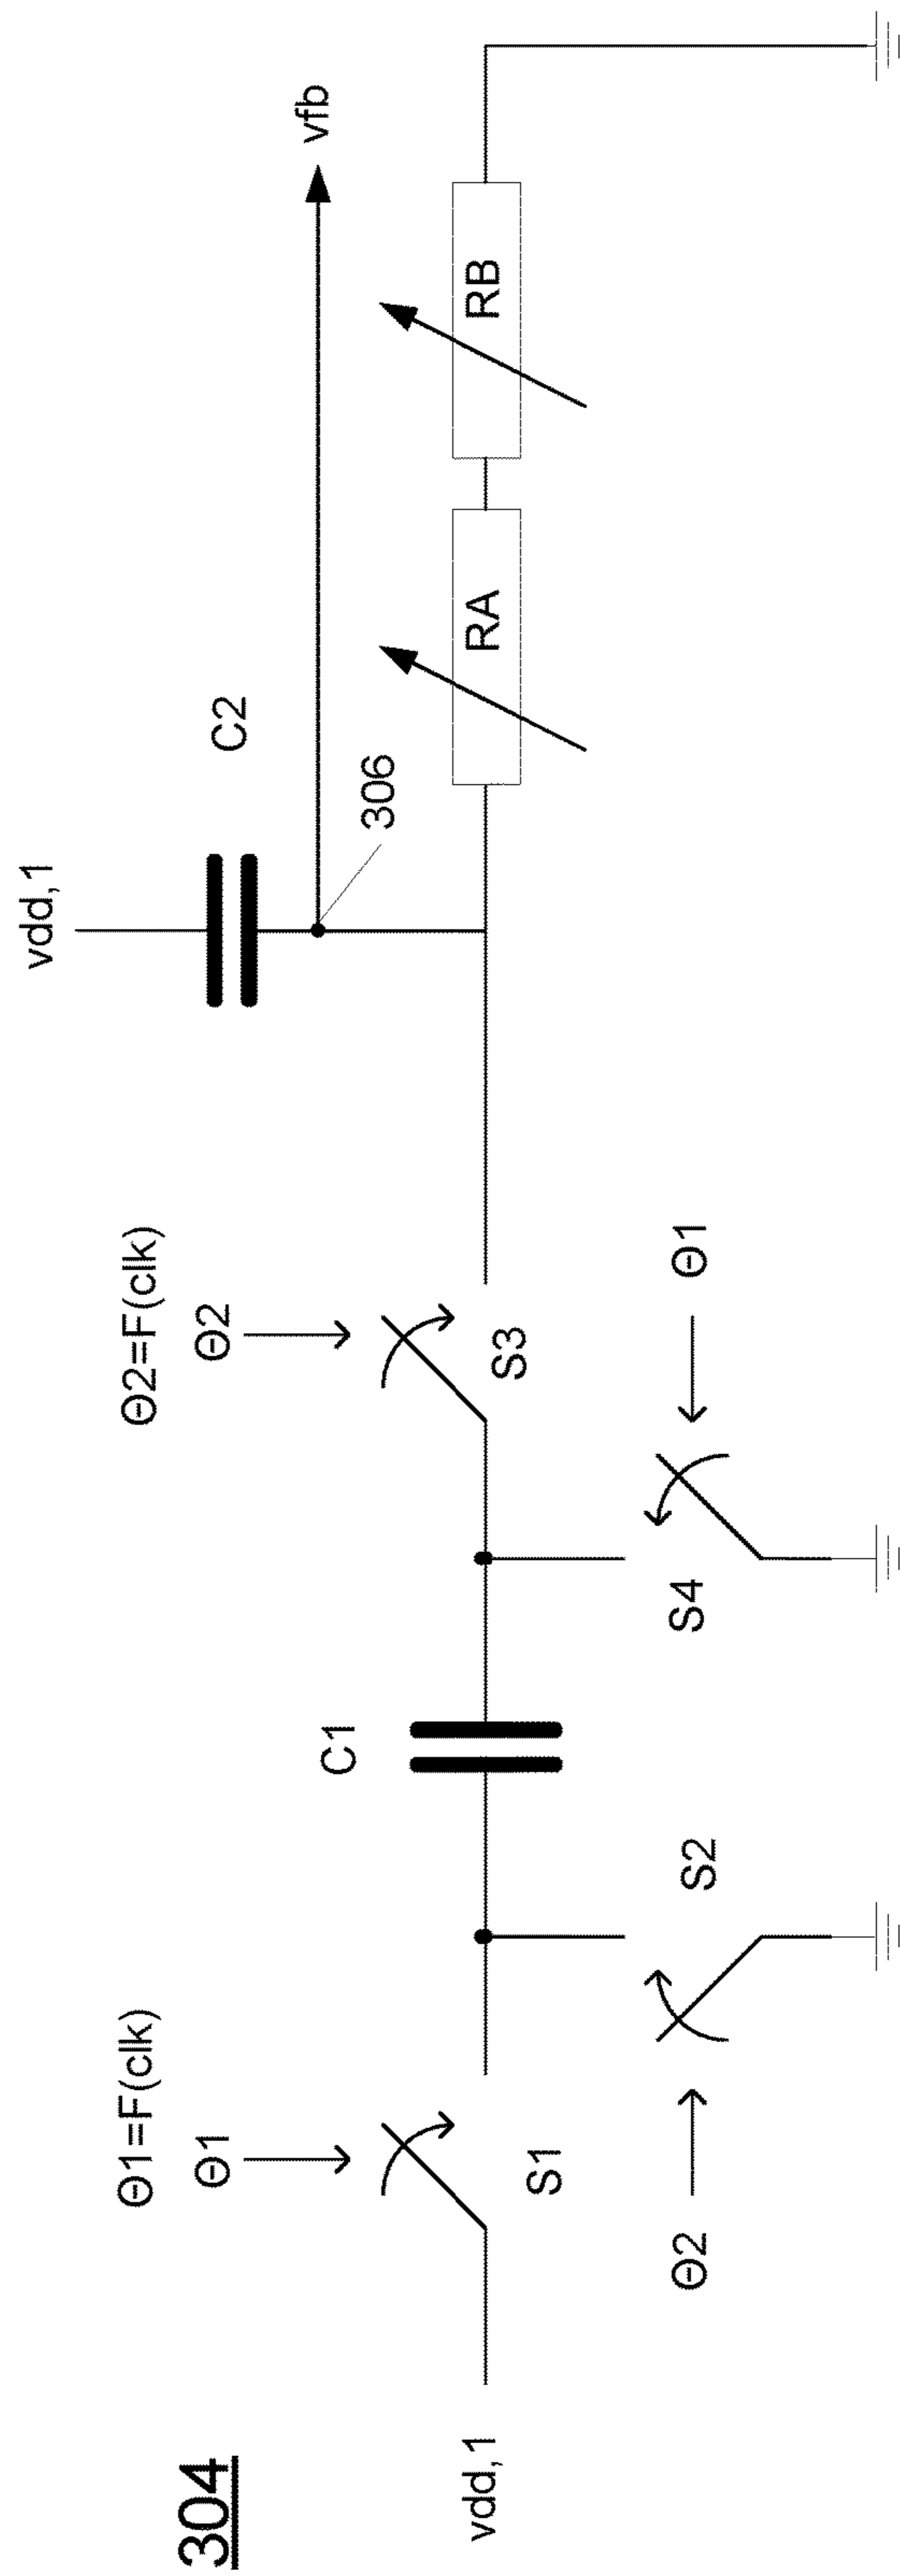 304
vdd,1
Θ1=F(clk)
Θ1
S1
Θ2
S2
C1
Θ2=F(clk)
Θ2
S3
S4
Θ1
vdd,1
C2
306
vfb
RA
RB